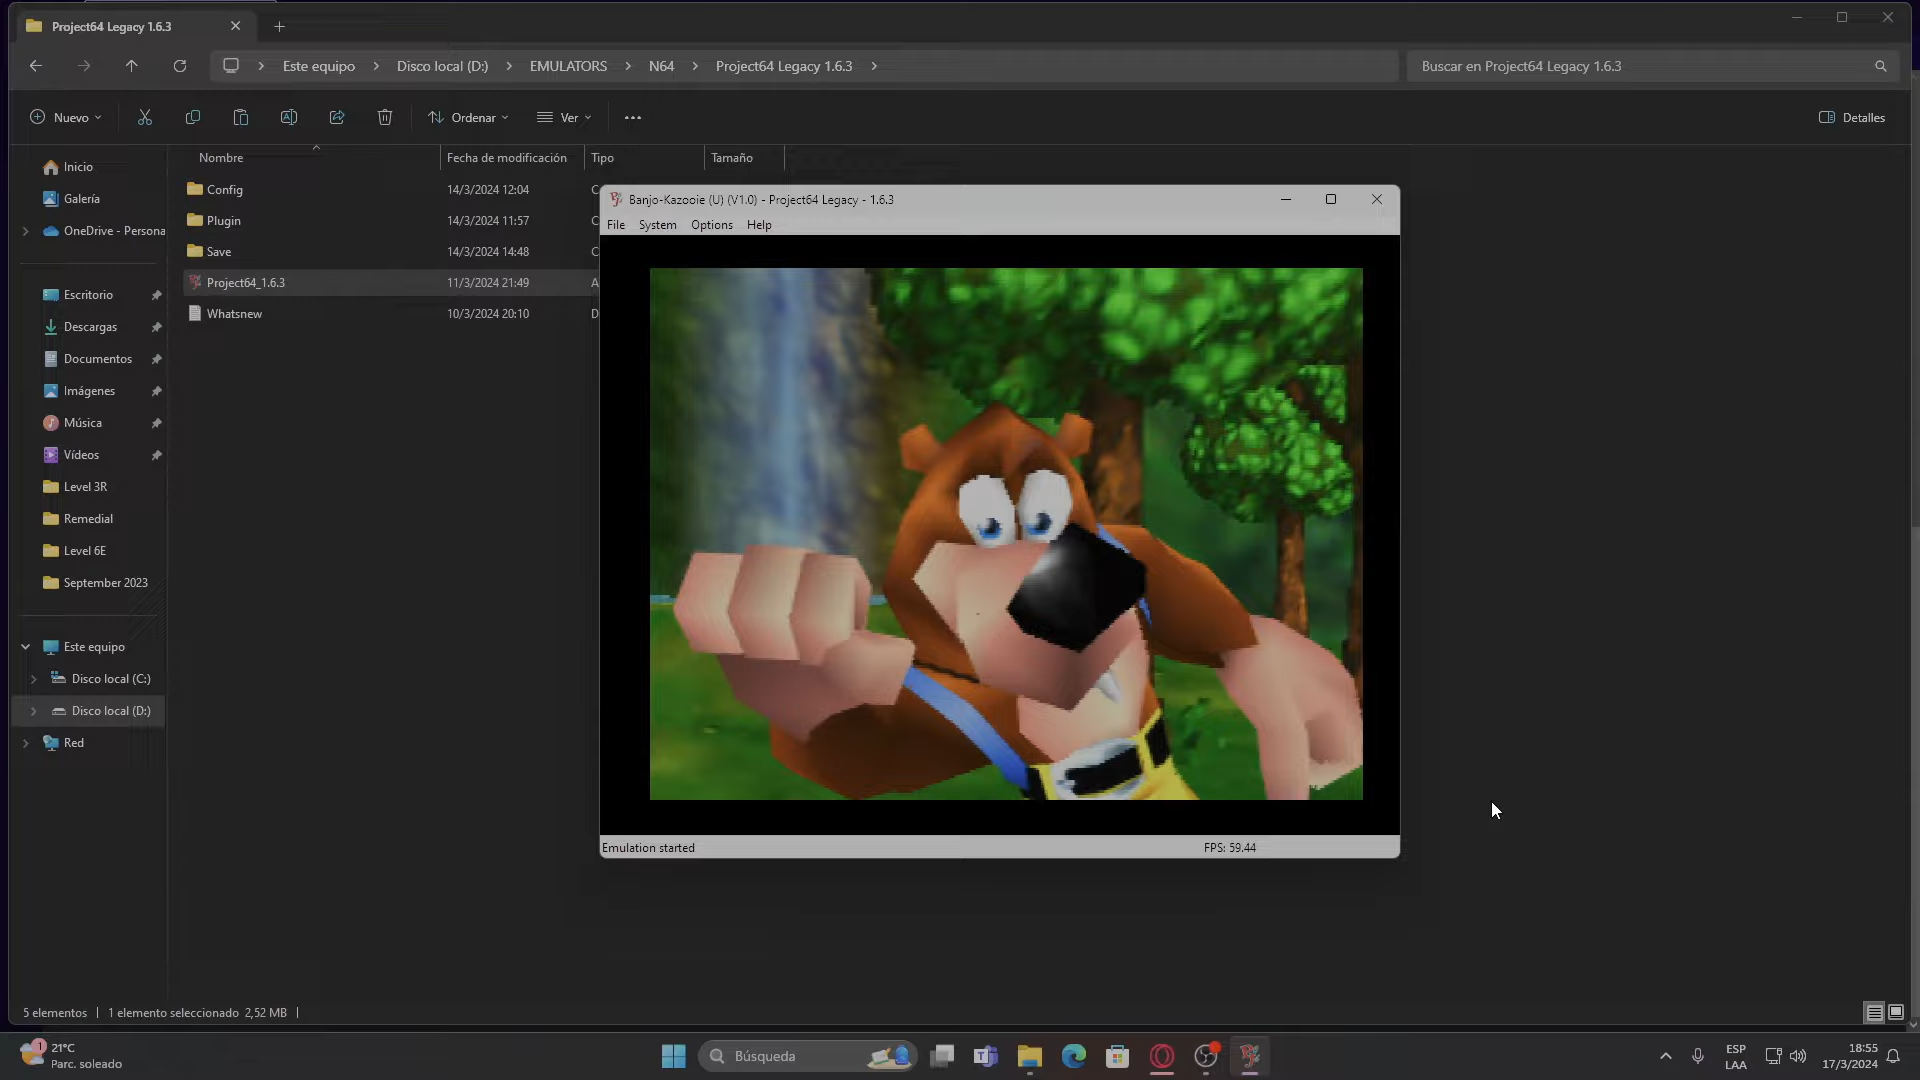 Project64 Legacy 1.6.3
Este equipo > Disco local (D:) > EMULATORS > N64 > Project64 Legacy 1.6.3 >
Buscar en Project64 Legacy 1.6.3
Nuevo
Ordenar
Ver
Detalles
Nombre
Fecha de modificación
Tipo
Tamaño
Inicio
Galería
OneDrive - Persona
Escritorio
Descargas
Documentos
Imágenes
Música
Vídeos
Level 3R
Remedial
Level 6E
September 2023
Este equipo
Disco local (C:)
Disco local (D:)
Red
Config 14/3/2024 12:04 C
Plugin 14/3/2024 11:57 C
Save 14/3/2024 14:48 C
Project64_1.6.3 11/3/2024 21:49 A
Whatsnew 10/3/2024 20:10 D
Banjo-Kazooie (U) (V1.0) - Project64 Legacy - 1.6.3
File System Options Help
Emulation started
FPS: 59.44
5 elementos | 1 elemento seleccionado 2,52 MB |
1
21°C
Parc. soleado
Búsqueda
ESP
LAA
18:55
17/3/2024